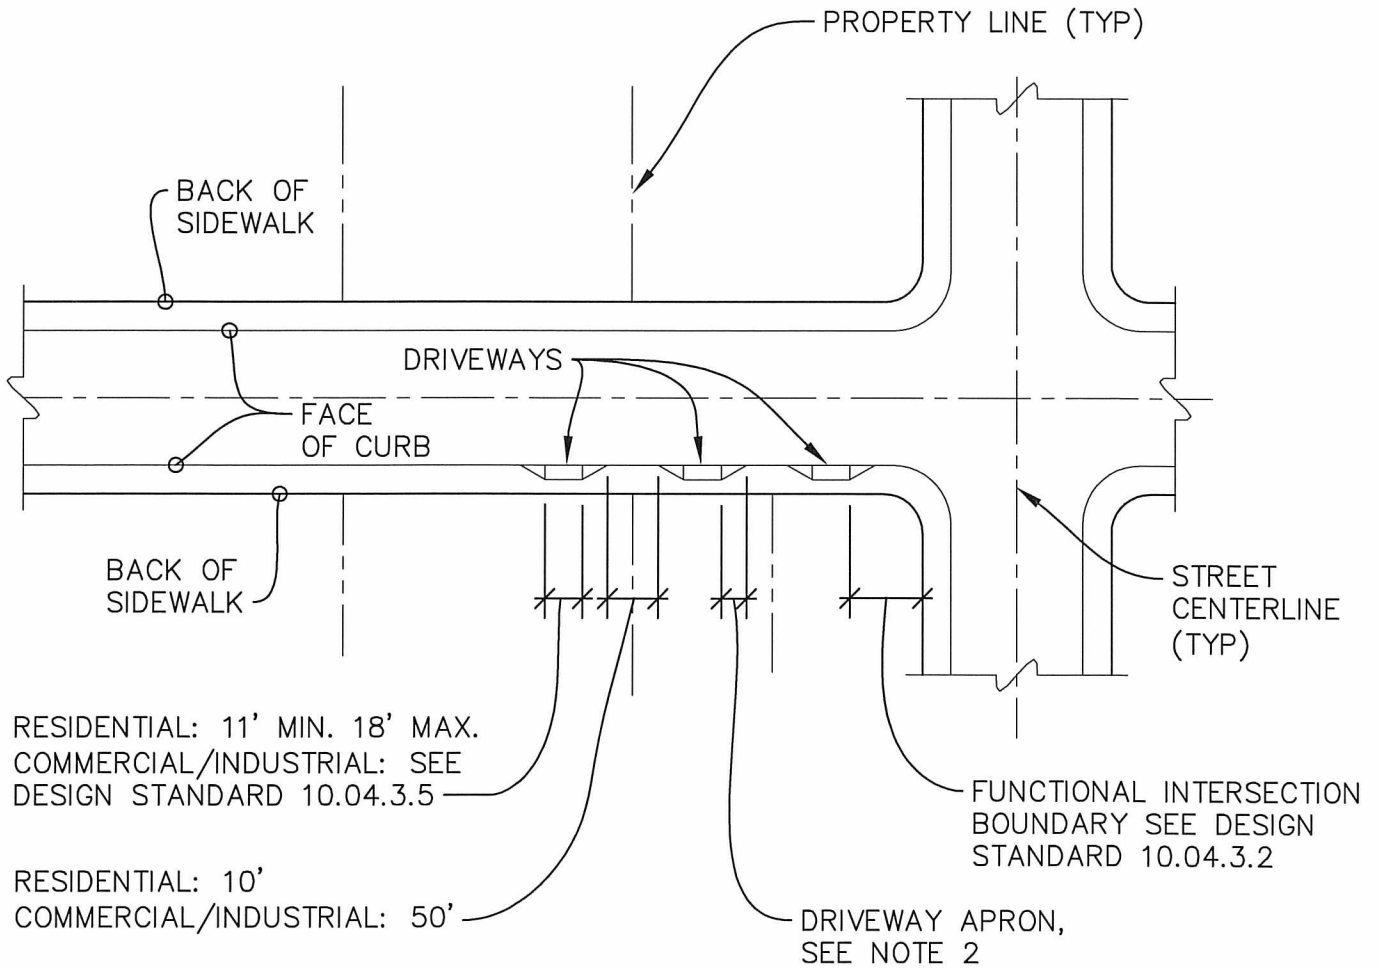 PROPERTY LINE (TYP)
BACK OF
SIDEWALK
DRIVEWAYS
FACE
OF CURB
BACK OF
SIDEWALK
STREET
CENTERLINE
(TYP)
RESIDENTIAL: 11' MIN. 18' MAX.
COMMERCIAL/INDUSTRIAL: SEE
DESIGN STANDARD 10.04.3.5
FUNCTIONAL INTERSECTION
BOUNDARY SEE DESIGN
STANDARD 10.04.3.2
RESIDENTIAL: 10'
COMMERCIAL/INDUSTRIAL: 50'
DRIVEWAY APRON,
SEE NOTE 2